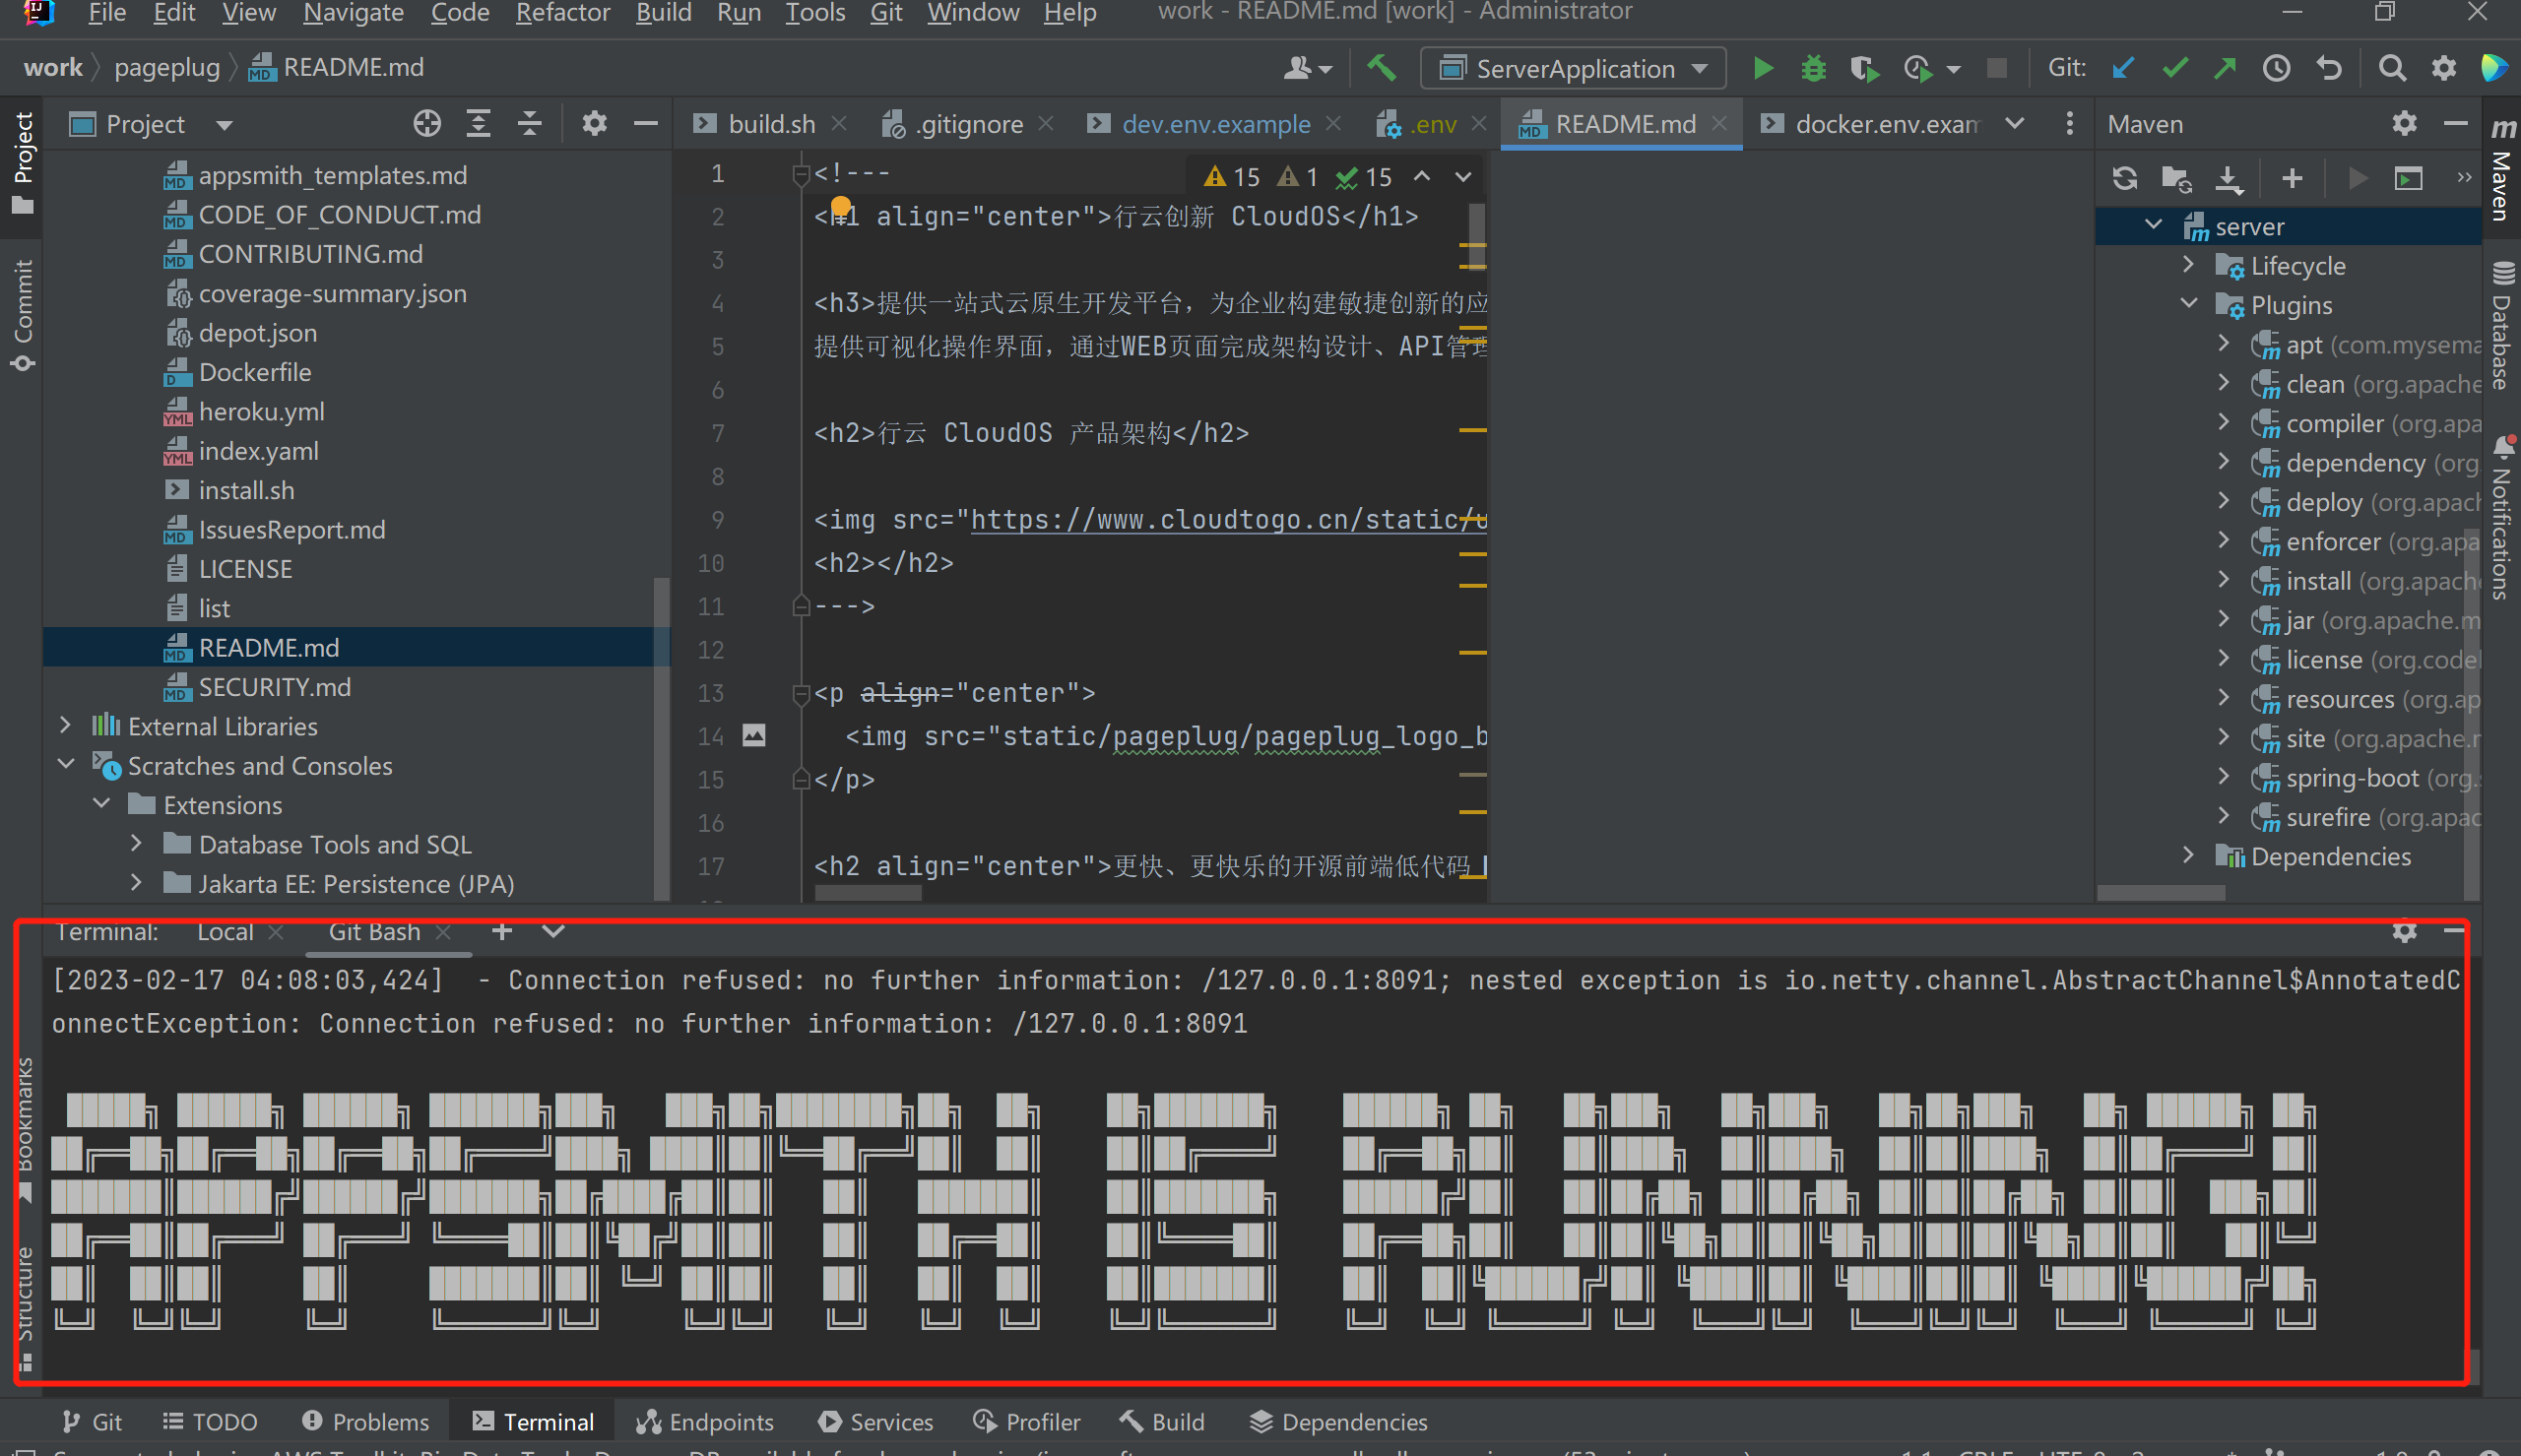 File Edit View Navigate Code Refactor Build Run Tools Git Window Help work - README.md [work] - Administrator
work pageplug README.md ServerApplication Git:
Project
build.sh .gitignore dev.env.example .env README.md docker.env.exam
Maven
Project
Commit
Bookmarks
Structure
appsmith_templates.md
CODE_OF_CONDUCT.md
CONTRIBUTING.md
coverage-summary.json
depot.json
Dockerfile
heroku.yml
index.yaml
install.sh
IssuesReport.md
LICENSE
list
README.md
SECURITY.md
External Libraries
Scratches and Consoles
Extensions
Database Tools and SQL
Jakarta EE: Persistence (JPA)
15 1 15
1 <!---
2 <h1 align="center">行云创新 CloudOS</h1>
3
4 <h3>提供一站式云原生开发平台，为企业构建敏捷创新的应
5 提供可视化操作界面，通过WEB页面完成架构设计、API管理
6
7 <h2>行云 CloudOS 产品架构</h2>
8
9 <img src="https://www.cloudtogo.cn/static/u
10 <h2></h2>
11 --->
12
13 <p align="center">
14 <img src="static/pageplug/pageplug_logo_b
15 </p>
16
17 <h2 align="center">更快、更快乐的开源前端低代码
server
Lifecycle
Plugins
apt (com.mysema
clean (org.apache
compiler (org.apa
dependency (org.
deploy (org.apach
enforcer (org.apa
install (org.apache
jar (org.apache.m
license (org.codel
resources (org.ap
site (org.apache.m
spring-boot (org.s
surefire (org.apac
Dependencies
Maven
Database
Notifications
Terminal: Local Git Bash
[2023-02-17 04:08:03,424]  - Connection refused: no further information: /127.0.0.1:8091; nested exception is io.netty.channel.AbstractChannel$AnnotatedC
onnectException: Connection refused: no further information: /127.0.0.1:8091
APPSMITH IS RUNNING!
Git TODO Problems Terminal Endpoints Services Profiler Build Dependencies